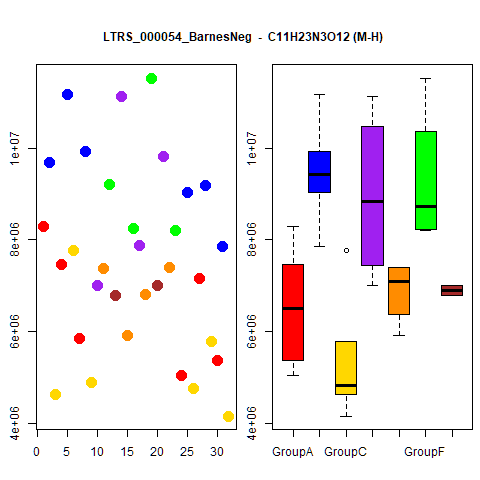 LTRS_000054_BarnesNeg - C11H23N3O12 (M-H)
1e+07
8e+06
6e+06
4e+06
0 5 10 15 20 25 30
1e+07
8e+06
6e+06
4e+06
GroupA GroupC GroupF